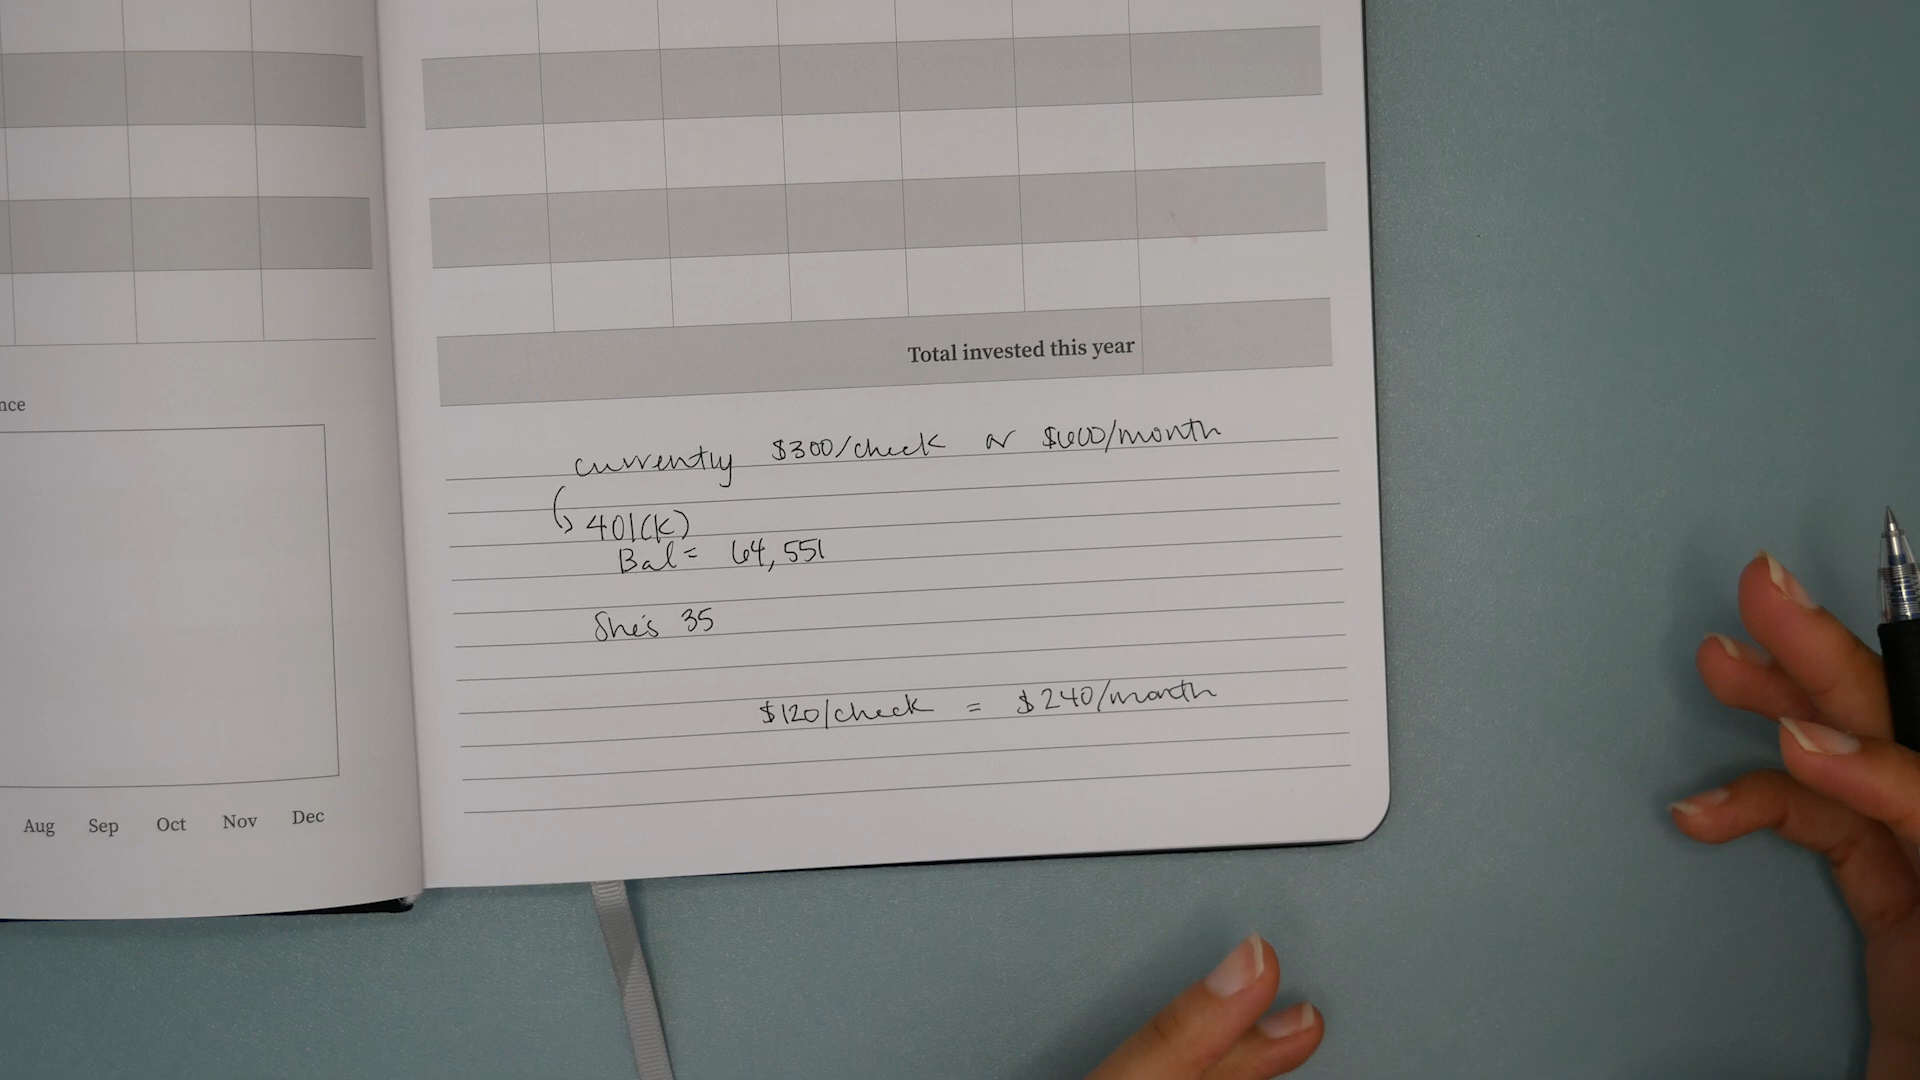 Total invested this year
nce
currently $300/check or $600/month
401(K)
Bal = 64,551
She's 35
$120/check = $240/month
Aug Sep Oct Nov Dec